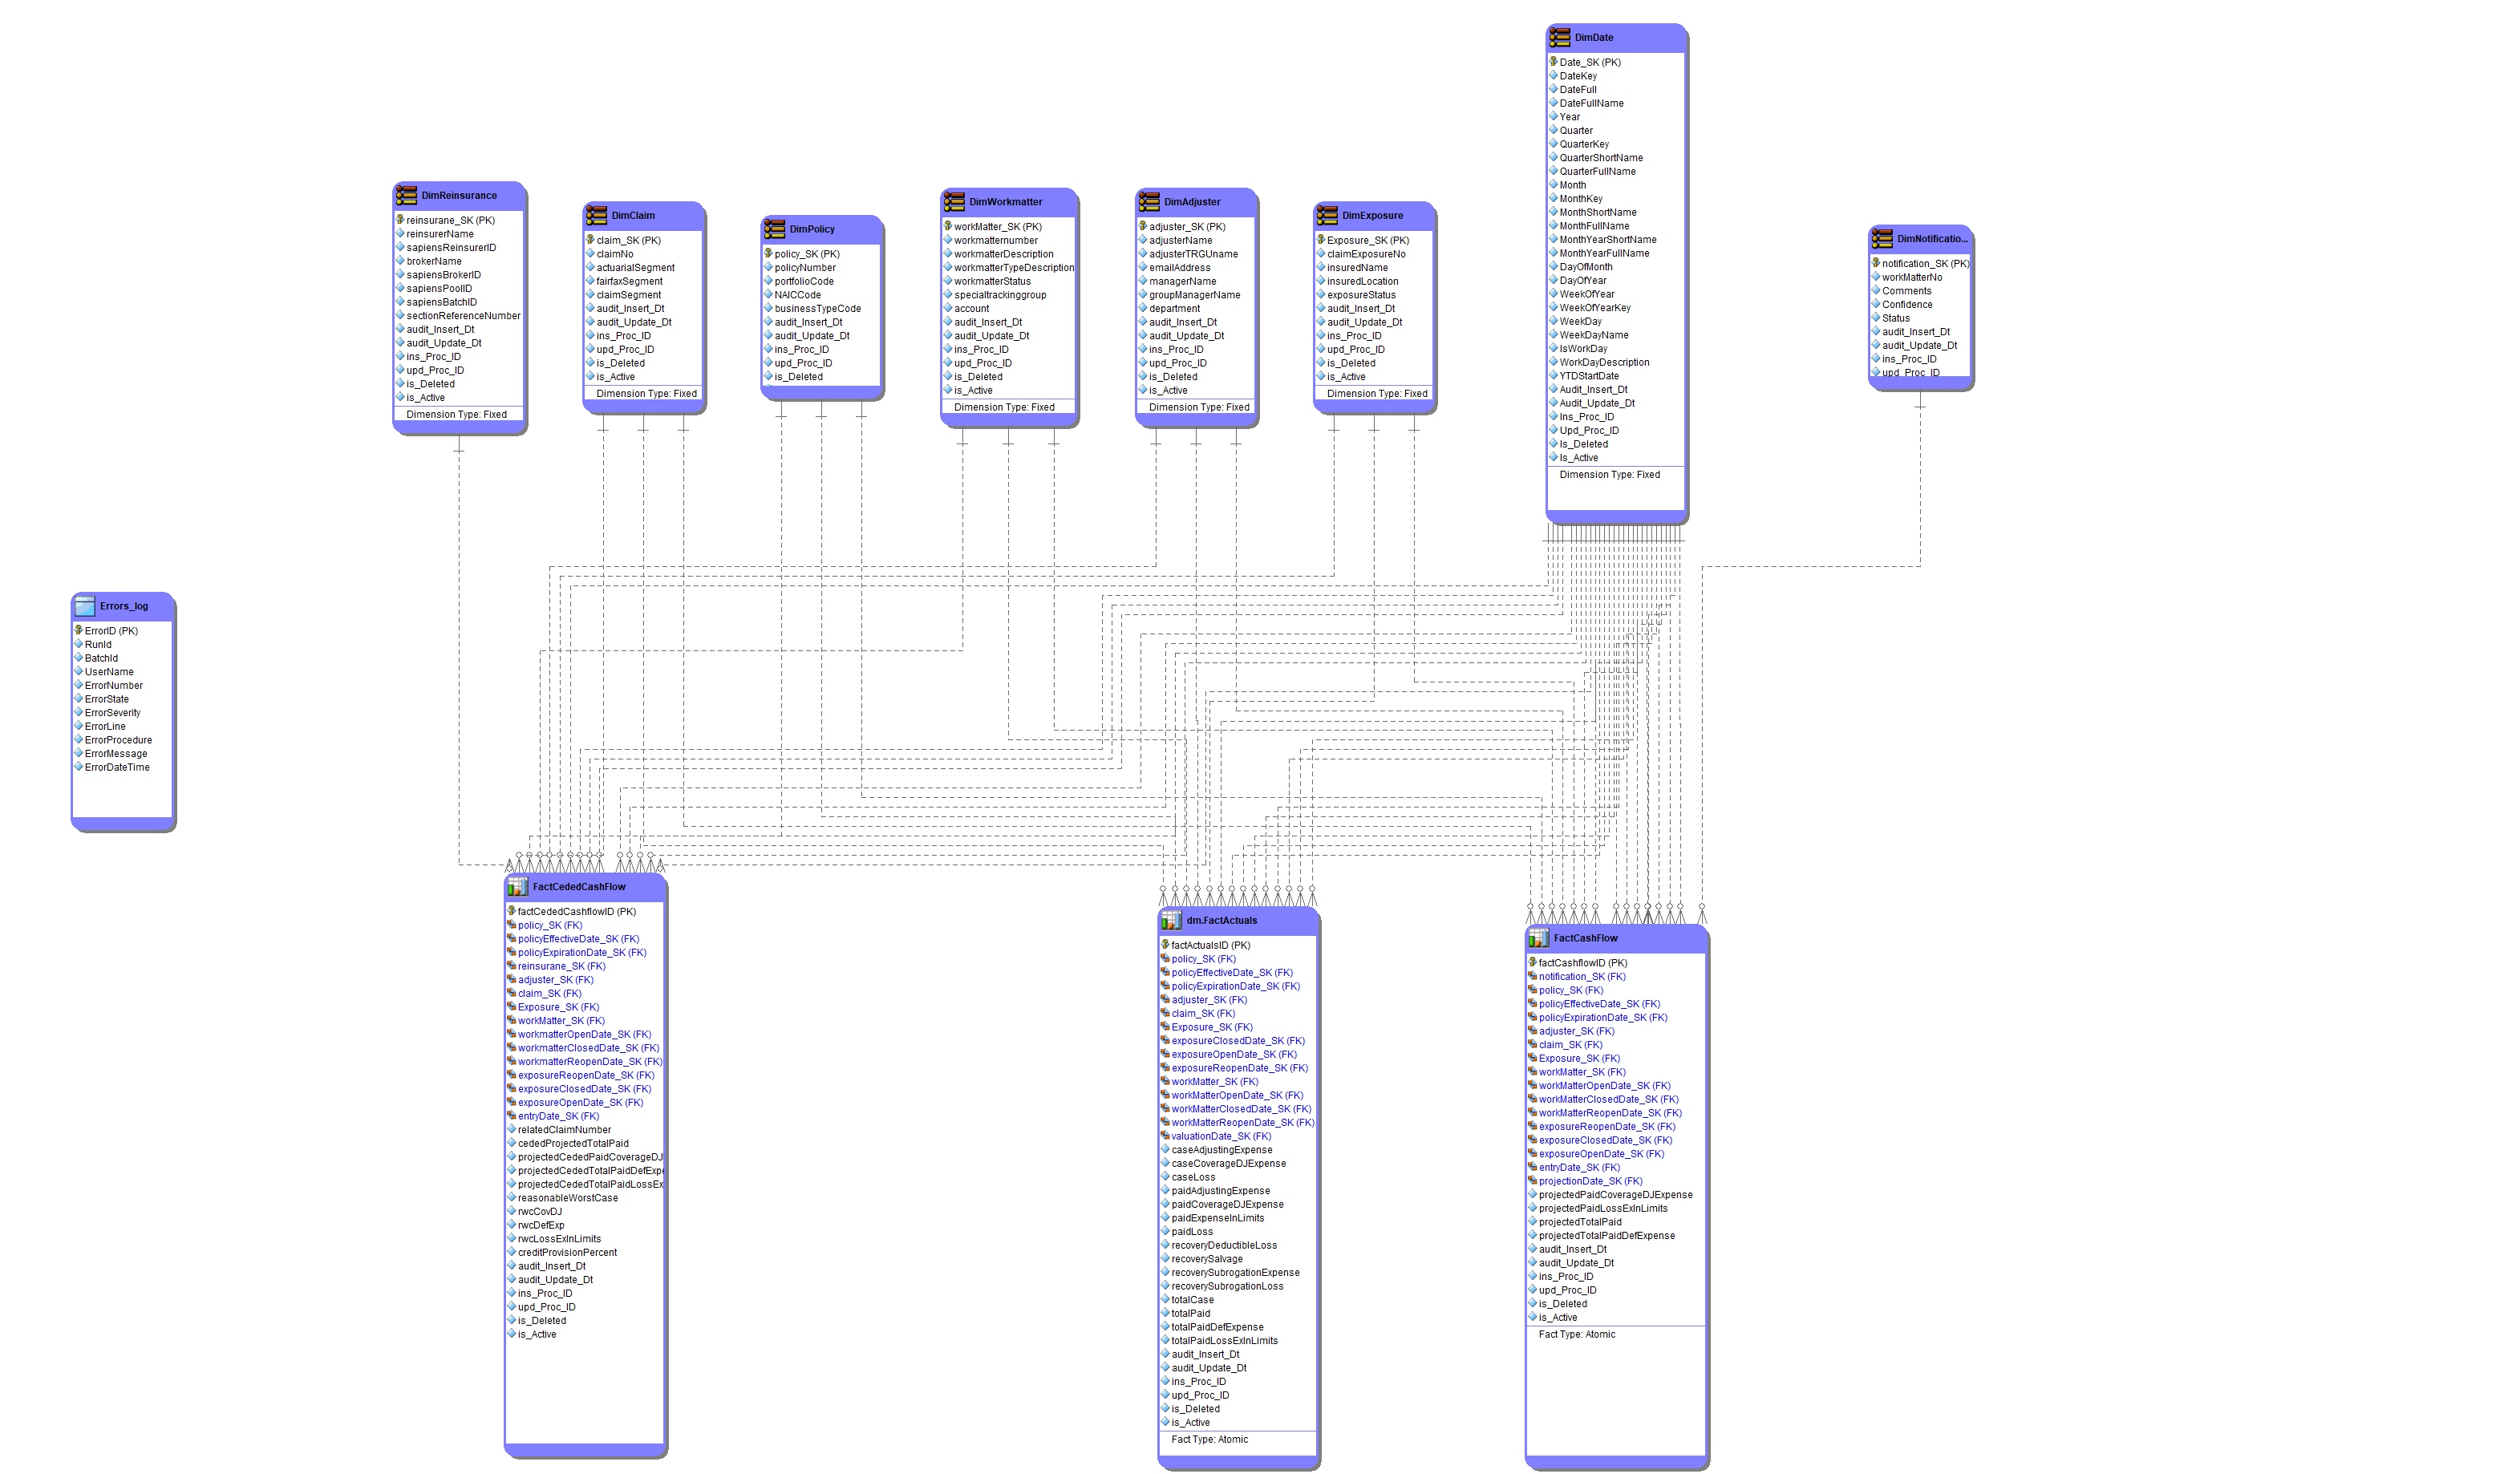 DimDate
Date_SK (PK)
DateKey
DateFull
DateFullName
Year
Quarter
QuarterKey
QuarterShortName
QuarterFullName
Month
MonthKey
MonthShortName
MonthFullName
MonthYearShortName
MonthYearFullName
DayOfMonth
DayOfYear
WeekOfYear
WeekOfYearKey
WeekDay
WeekDayName
IsWorkDay
WorkDayDescription
YTDStartDate
Audit_Insert_Dt
Audit_Update_Dt
Ins_Proc_ID
Upd_Proc_ID
Is_Deleted
Is_Active
Dimension Type: Fixed
DimReinsurance
reinsurane_SK (PK)
reinsurerName
sapiensReinsurerID
brokerName
sapiensBrokerID
sapiensPoolID
sapiensBatchID
sectionReferenceNumber
audit_Insert_Dt
audit_Update_Dt
ins_Proc_ID
upd_Proc_ID
is_Deleted
is_Active
Dimension Type: Fixed
DimClaim
claim_SK (PK)
claimNo
actuarialSegment
fairfaxSegment
claimSegment
audit_Insert_Dt
audit_Update_Dt
ins_Proc_ID
upd_Proc_ID
is_Deleted
is_Active
Dimension Type: Fixed
DimPolicy
policy_SK (PK)
policyNumber
portfolioCode
NAICCode
businessTypeCode
audit_Insert_Dt
audit_Update_Dt
ins_Proc_ID
upd_Proc_ID
is_Deleted
DimWorkmatter
workMatter_SK (PK)
workmatternumber
workmatterDescription
workmatterTypeDescription
workmatterStatus
specialtrackinggroup
account
audit_Insert_Dt
audit_Update_Dt
ins_Proc_ID
upd_Proc_ID
is_Deleted
is_Active
Dimension Type: Fixed
DimAdjuster
adjuster_SK (PK)
adjusterName
adjusterTRGUname
emailAddress
managerName
groupManagerName
department
audit_Insert_Dt
audit_Update_Dt
ins_Proc_ID
upd_Proc_ID
is_Deleted
is_Active
Dimension Type: Fixed
DimExposure
Exposure_SK (PK)
claimExposureNo
insuredName
insuredLocation
exposureStatus
audit_Insert_Dt
audit_Update_Dt
ins_Proc_ID
upd_Proc_ID
is_Deleted
is_Active
Dimension Type: Fixed
DimNotificatio...
notification_SK (PK)
workMatterNo
Comments
Confidence
Status
audit_Insert_Dt
audit_Update_Dt
ins_Proc_ID
upd_Proc_ID
Errors_log
ErrorID (PK)
RunId
BatchId
UserName
ErrorNumber
ErrorState
ErrorSeverity
ErrorLine
ErrorProcedure
ErrorMessage
ErrorDateTime
FactCededCashFlow
factCededCashflowID (PK)
policy_SK (FK)
policyEffectiveDate_SK (FK)
policyExpirationDate_SK (FK)
reinsurane_SK (FK)
adjuster_SK (FK)
claim_SK (FK)
Exposure_SK (FK)
workMatter_SK (FK)
workmatterOpenDate_SK (FK)
workmatterClosedDate_SK (FK)
workmatterReopenDate_SK (FK)
exposureReopenDate_SK (FK)
exposureClosedDate_SK (FK)
exposureOpenDate_SK (FK)
entryDate_SK (FK)
relatedClaimNumber
cededProjectedTotalPaid
projectedCededPaidCoverageDJ
projectedCededTotalPaidDefExpe
projectedCededTotalPaidLossEx
reasonableWorstCase
rwcCovDJ
rwcDefExp
rwcLossExInLimits
creditProvisionPercent
audit_Insert_Dt
audit_Update_Dt
ins_Proc_ID
upd_Proc_ID
is_Deleted
is_Active
dm.FactActuals
factActualsID (PK)
policy_SK (FK)
policyEffectiveDate_SK (FK)
policyExpirationDate_SK (FK)
adjuster_SK (FK)
claim_SK (FK)
Exposure_SK (FK)
exposureClosedDate_SK (FK)
exposureOpenDate_SK (FK)
exposureReopenDate_SK (FK)
workMatter_SK (FK)
workMatterOpenDate_SK (FK)
workMatterClosedDate_SK (FK)
workMatterReopenDate_SK (FK)
valuationDate_SK (FK)
caseAdjustingExpense
caseCoverageDJExpense
caseLoss
paidAdjustingExpense
paidCoverageDJExpense
paidExpenseInLimits
paidLoss
recoveryDeductibleLoss
recoverySalvage
recoverySubrogationExpense
recoverySubrogationLoss
totalCase
totalPaid
totalPaidDefExpense
totalPaidLossExInLimits
audit_Insert_Dt
audit_Update_Dt
ins_Proc_ID
upd_Proc_ID
is_Deleted
is_Active
Fact Type: Atomic
FactCashFlow
factCashflowID (PK)
notification_SK (FK)
policy_SK (FK)
policyEffectiveDate_SK (FK)
policyExpirationDate_SK (FK)
adjuster_SK (FK)
claim_SK (FK)
Exposure_SK (FK)
workMatter_SK (FK)
workMatterOpenDate_SK (FK)
workMatterClosedDate_SK (FK)
workMatterReopenDate_SK (FK)
exposureReopenDate_SK (FK)
exposureClosedDate_SK (FK)
exposureOpenDate_SK (FK)
entryDate_SK (FK)
projectionDate_SK (FK)
projectedPaidCoverageDJExpense
projectedPaidLossExInLimits
projectedTotalPaid
projectedTotalPaidDefExpense
audit_Insert_Dt
audit_Update_Dt
ins_Proc_ID
upd_Proc_ID
is_Deleted
is_Active
Fact Type: Atomic